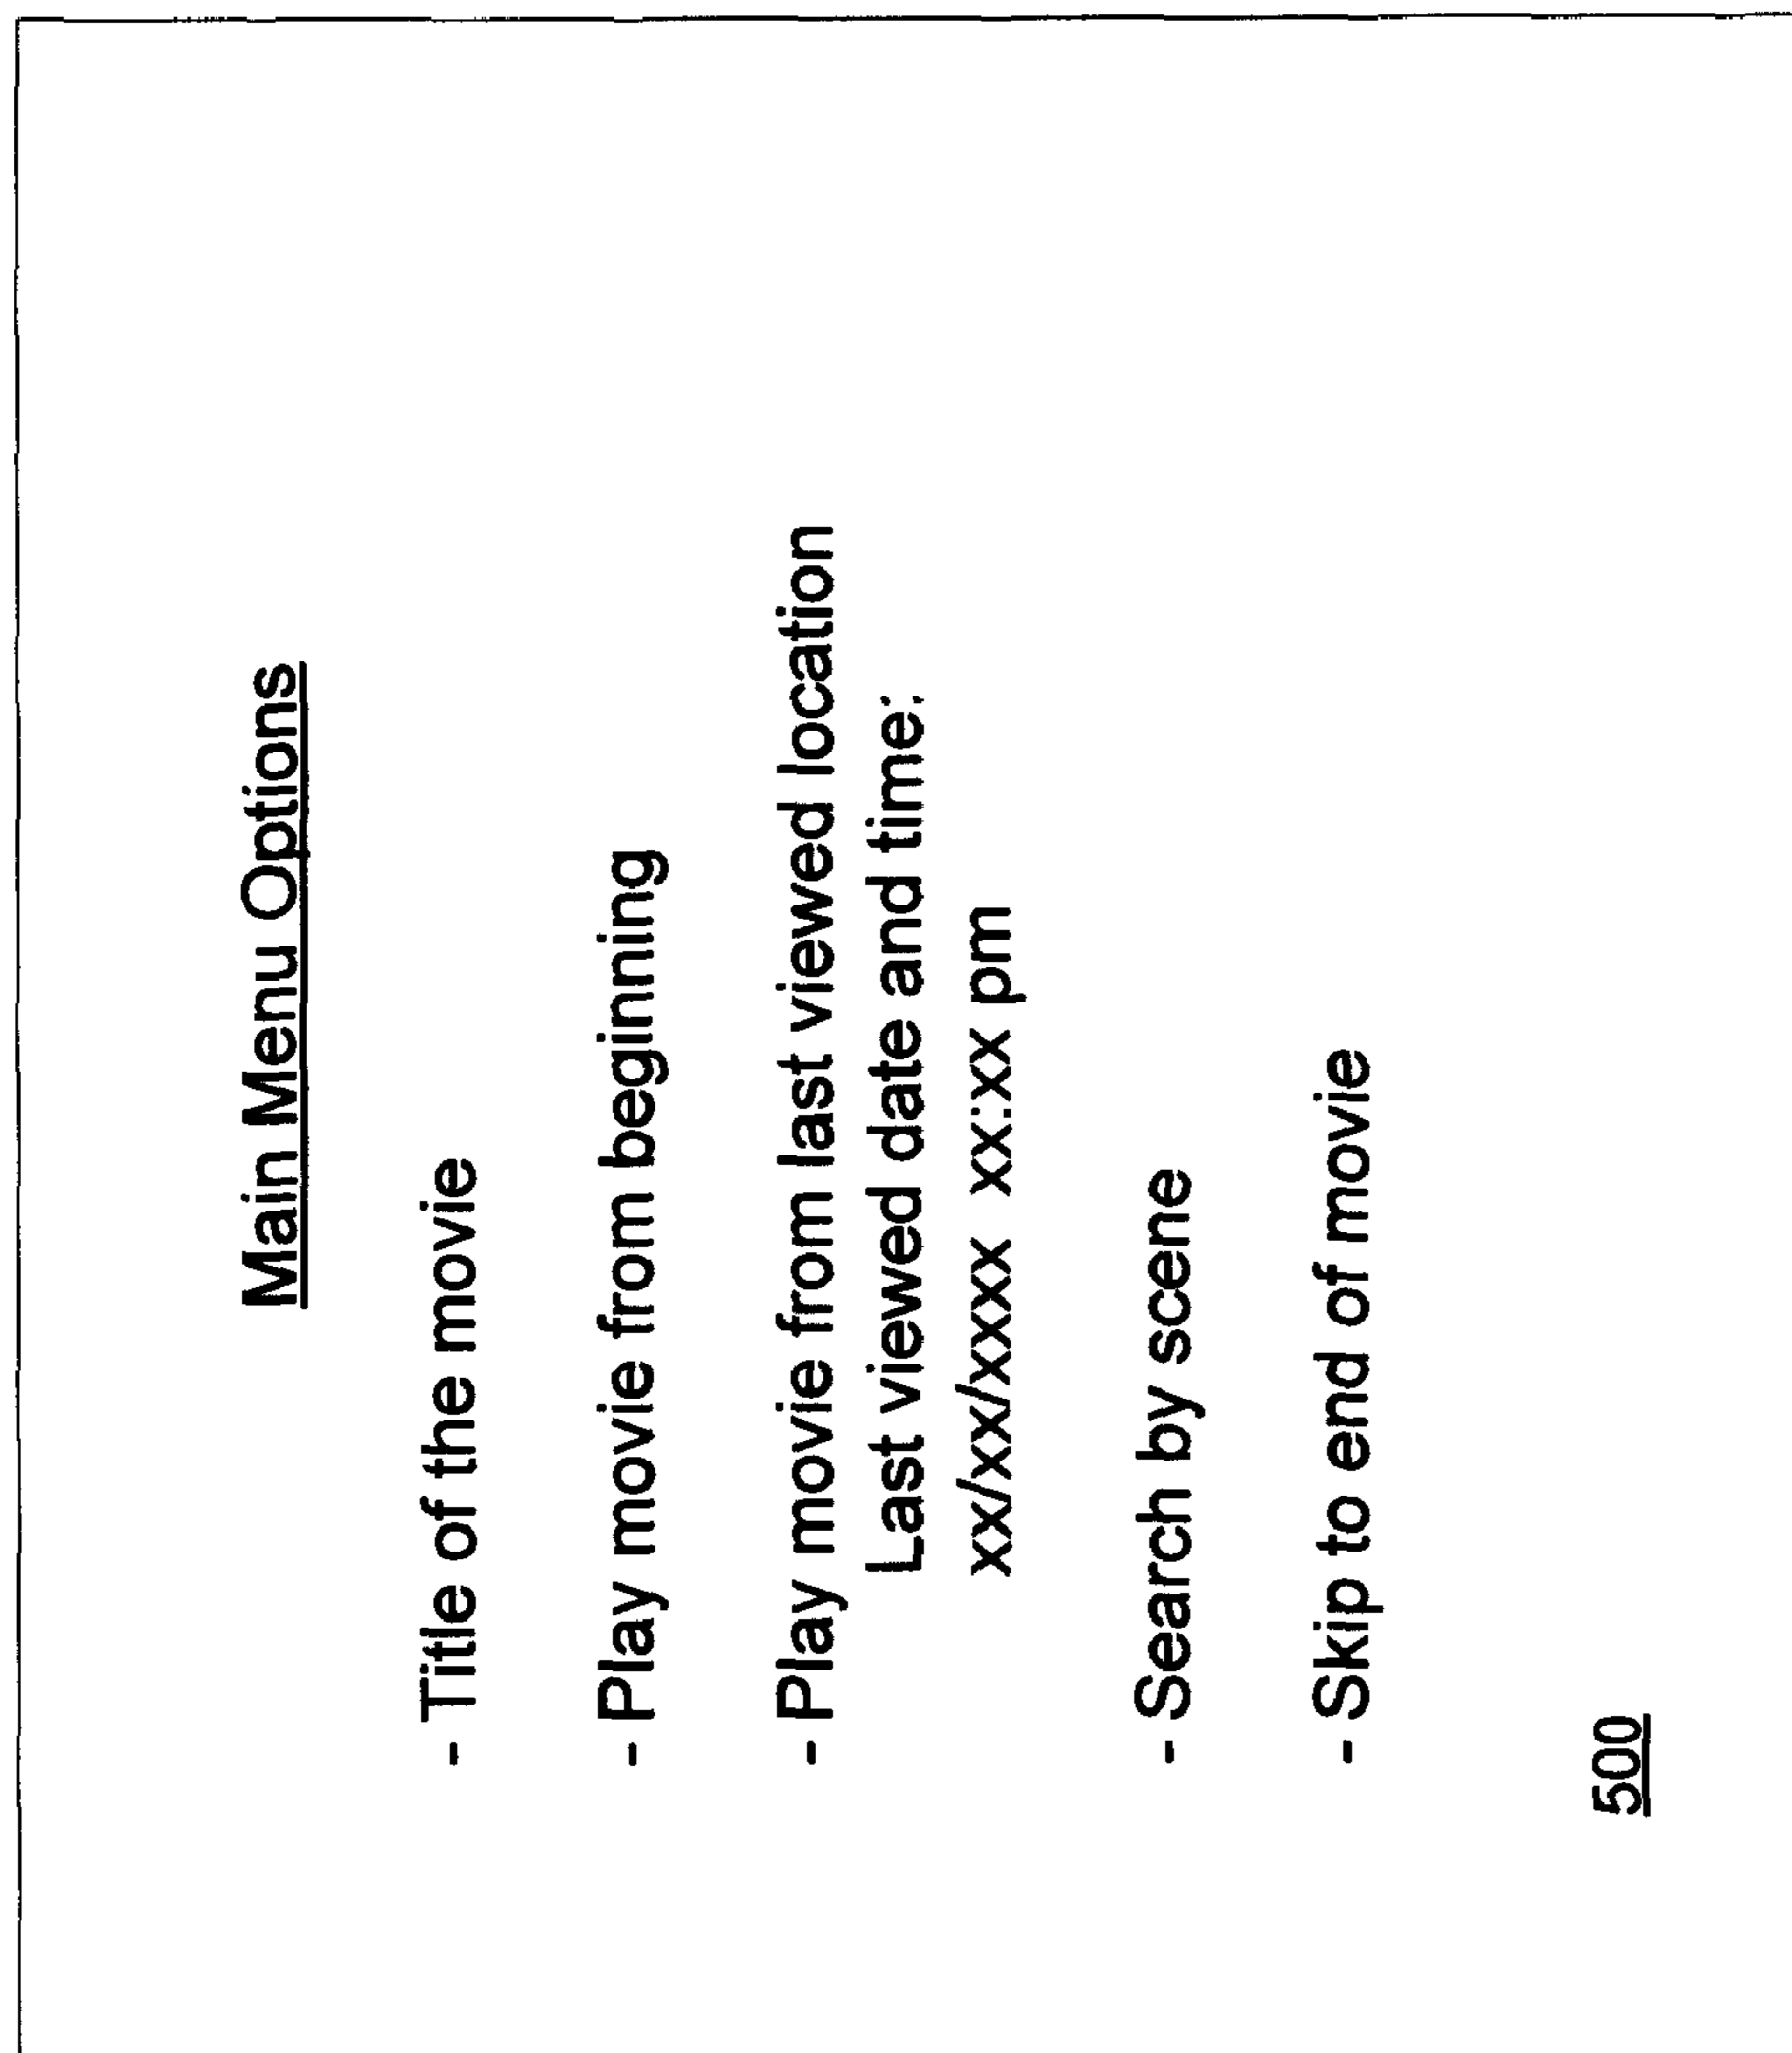 Main Menu Options
- Title of the movie
- Play movie from beginning
- Play movie from last viewed location
Last viewed date and time:
xx/xx/xxxx xx:xx pm
- Search by scene
- Skip to end of movie
500